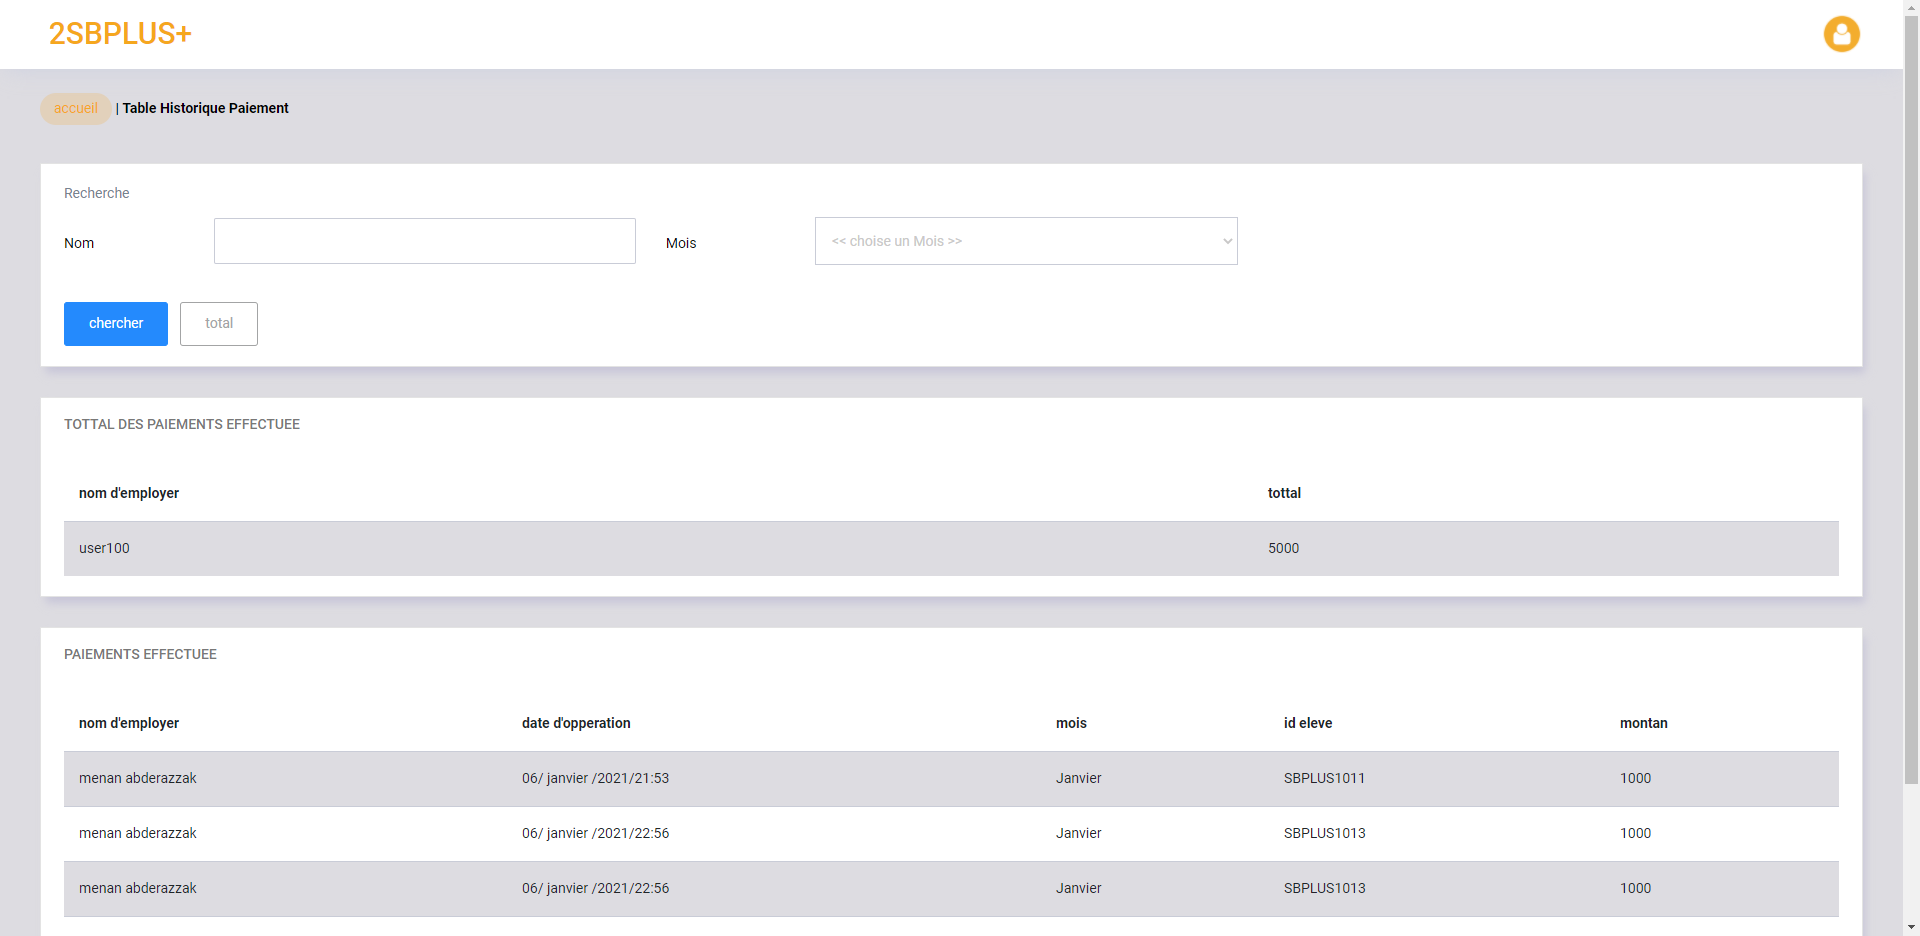 2SBPLUS+
accueil | Table Historique Paiement
Recherche
Nom
Mois
<< choise un Mois >>
chercher
total
TOTTAL DES PAIEMENTS EFFECTUEE
nom d'employer tottal
user100 5000
PAIEMENTS EFFECTUEE
nom d'employer date d'opperation mois id eleve montan
menan abderazzak 06/ janvier /2021/21:53 Janvier SBPLUS1011 1000
menan abderazzak 06/ janvier /2021/22:56 Janvier SBPLUS1013 1000
menan abderazzak 06/ janvier /2021/22:56 Janvier SBPLUS1013 1000